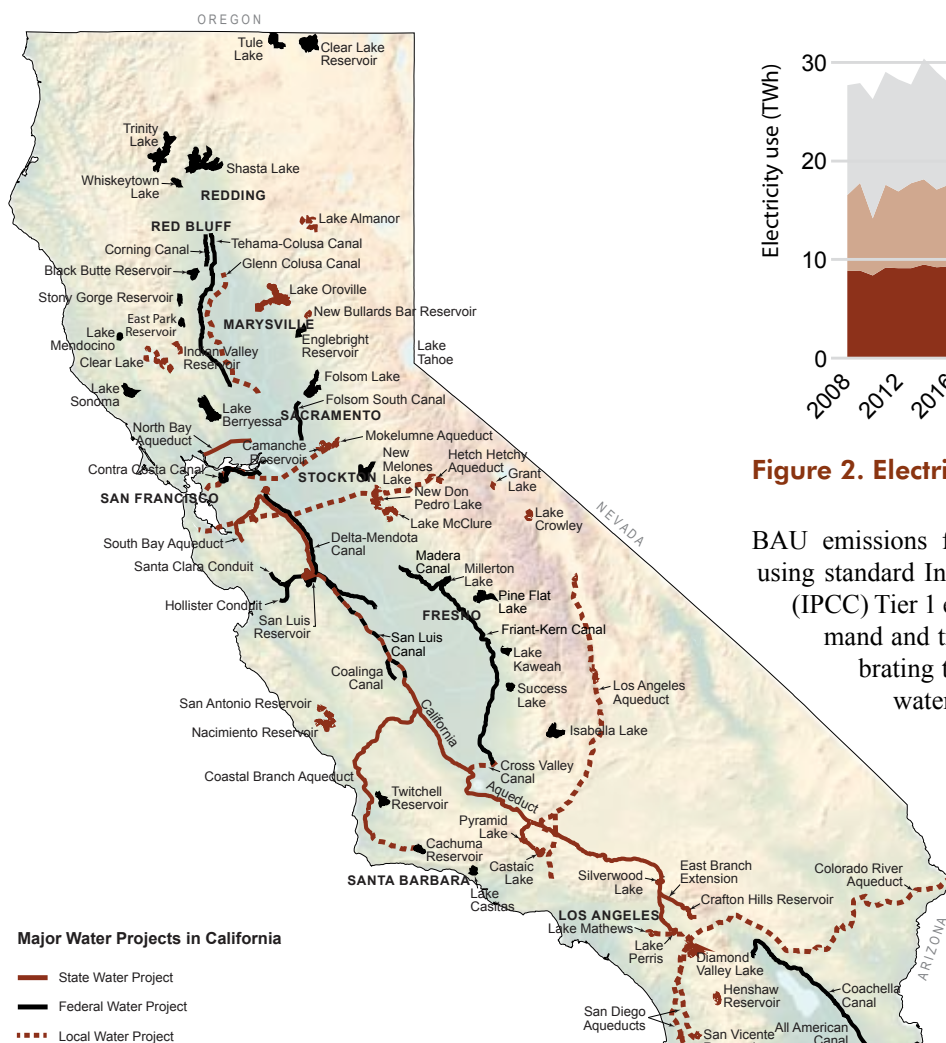 OREGON
Tule
Lake
Clear Lake
Reservoir
Trinity
Lake
Shasta Lake
Whiskeytown
Lake
REDDING
Lake Almanor
RED BLUFF
Tehama-Colusa Canal
Corning Canal
Glenn Colusa Canal
Black Butte Reservoir
Lake Oroville
Stony Gorge Reservoir
New Bullards Bar Reservoir
East Park
Reservoir
MARYSVILLE
Englebright
Reservoir
Lake
Mendocino
Indian Valley
Reservoir
Clear Lake
Lake
Tahoe
Lake
Sonoma
Folsom Lake
Folsom South Canal
Lake
Berryessa
SACRAMENTO
North Bay
Aqueduct
Camanche
Reservoir
Mokelumne Aqueduct
Contra Costa Canal
STOCKTON
New
Melones
Lake
Hetch Hetchy
Aqueduct
Grant
Lake
SAN FRANCISCO
New Don
Pedro Lake
Lake McClure
Lake
Crowley
NEVADA
South Bay Aqueduct
Delta-Mendota
Canal
Santa Clara Conduit
Madera
Canal
Millerton
Lake
Pine Flat
Lake
Hollister Conduit
San Luis
Reservoir
FRESNO
Friant-Kern Canal
San Luis
Canal
Lake
Kaweah
Coalinga
Canal
Success
Lake
Los Angeles
Aqueduct
San Antonio Reservoir
Nacimiento Reservoir
California
Aqueduct
Isabella Lake
Coastal Branch Aqueduct
Cross Valley
Canal
Twitchell
Reservoir
Pyramid
Lake
Cachuma
Reservoir
Castaic
Lake
SANTA BARBARA
Lake
Casitas
Silverwood
Lake
East Branch
Extension
Colorado River
Aqueduct
Crafton Hills Reservoir
LOS ANGELES
Lake Mathews
Lake
Perris
Diamond
Valley Lake
ARIZONA
Henshaw
Reservoir
Coachella
Canal
San Diego
Aqueducts
San Vicente
All American
Canal
Major Water Projects in California
State Water Project
Federal Water Project
Local Water Project
Electricity use (TWh)
30
20
10
0
2008
2012
2016
Figure 2. Electri
BAU emissions f
using standard In
(IPCC) Tier 1 c
mand and t
brating t
water